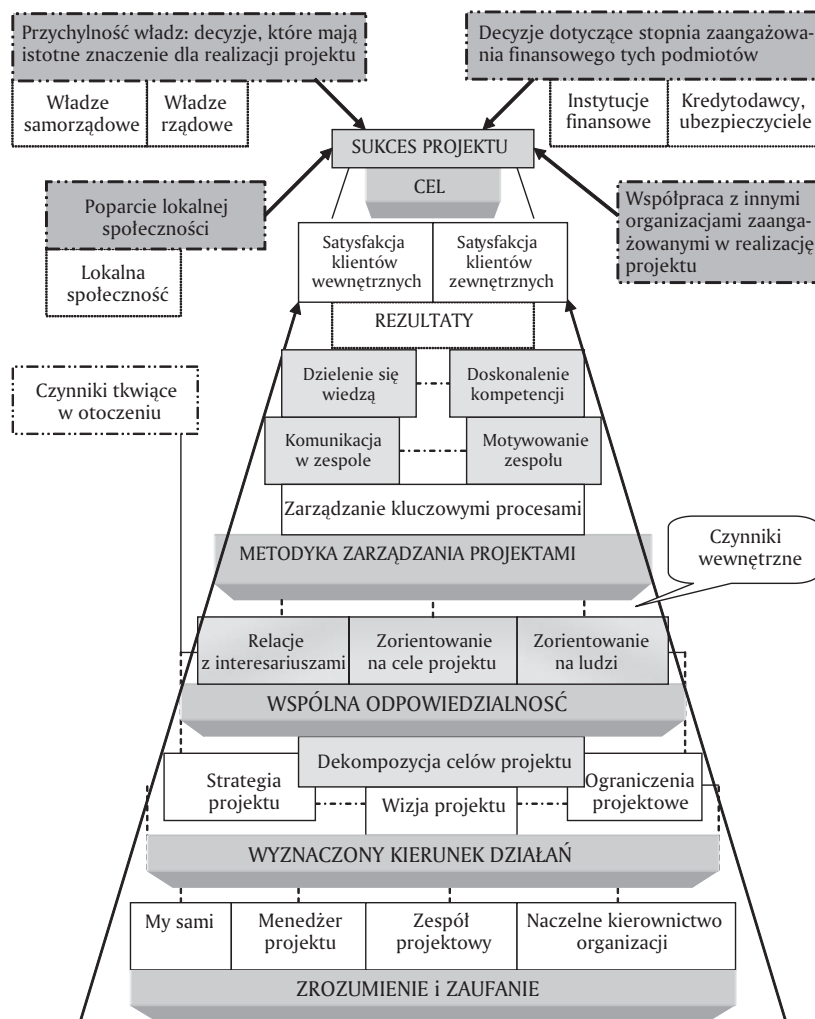 Przychylność władz: decyzje, które mają
istotne znaczenie dla realizacji projektu
Władze
samorządowe
Władze
rządowe
Decyzje dotyczące stopnia zaangażowa-
nia finansowego tych podmiotów
Instytucje
finansowe
Kredytodawcy,
ubezpieczyciele
SUKCES PROJEKTU
CEL
Poparcie lokalnej
społeczności
Lokalna
społeczność
Współpraca z innymi
organizacjami zaanga-
żowanymi w realizację
projektu
Satysfakcja
klientów
wewnętrznych
Satysfakcja
klientów
zewnętrznych
REZULTATY
Czynniki tkwiące
w otoczeniu
Dzielenie się
wiedzą
Doskonalenie
kompetencji
Komunikacja
w zespole
Motywowanie
zespołu
Zarządzanie kluczowymi procesami
METODYKA ZARZĄDZANIA PROJEKTAMI
Czynniki
wewnętrzne
Relacje
z interesariuszami
Zorientowanie
na cele projektu
Zorientowanie
na ludzi
WSPÓLNA ODPOWIEDZIALNOŚĆ
Dekompozycja celów projektu
Strategia
projektu
Wizja projektu
Ograniczenia
projektowe
WYZNACZONY KIERUNEK DZIAŁAŃ
My sami
Menedżer
projektu
Zespół
projektowy
Naczelne kierownictwo
organizacji
ZROZUMIENIE i ZAUFANIE